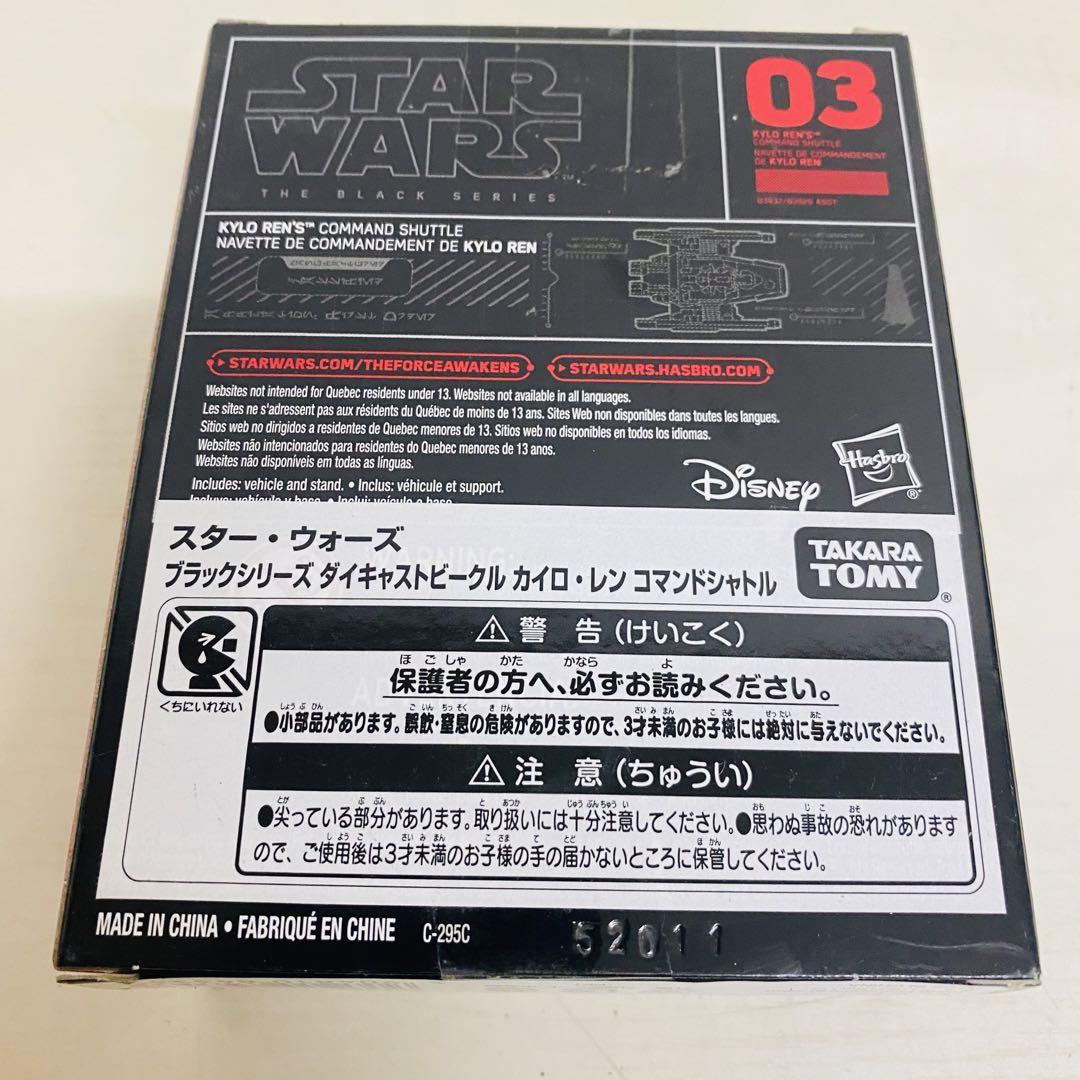 STAR
WARS
THE BLACK SERIES
03
KYLO REN'S™
COMMAND SHUTTLE
NAVETTE DE COMMANDEMENT
DE KYLO REN
KYLO REN'S™ COMMAND SHUTTLE
NAVETTE DE COMMANDEMENT DE KYLO REN
STARWARS.COM/THEFORCEAWAKENS
STARWARS.HASBRO.COM
Websites not intended for Quebec residents under 13. Websites not available in all languages.
Les sites ne s'adressent pas aux résidents du Québec de moins de 13 ans. Sites Web non disponibles dans toutes les langues.
Sitios web no dirigidos a residentes de Quebec menores de 13. Sitios web no disponibles en todos los idiomas.
Websites não intencionados para residentes do Quebec menores de 13 anos.
Websites não disponíveis em todas as línguas.
Includes: vehicle and stand. • Inclus: véhicule et support.
Incluye: vehículo y base. • Inclui: veículo e base.
Disney
Hasbro®
スター・ウォーズ
ブラックシリーズ ダイキャストビークル カイロ・レン コマンドシャトル
TAKARA
TOMY®
くちにいれない
⚠警 告(けいこく)
保護者の方へ、必ずお読みください。
●小部品があります。誤飲・窒息の危険がありますので、3才未満のお子様には絶対に与えないでください。
⚠注 意(ちゅうい)
●尖っている部分があります。取り扱いには十分注意してください。●思わぬ事故の恐れがあります
ので、ご使用後は3才未満のお子様の手の届かないところに保管してください。
MADE IN CHINA • FABRIQUÉ EN CHINE C-295C
52011